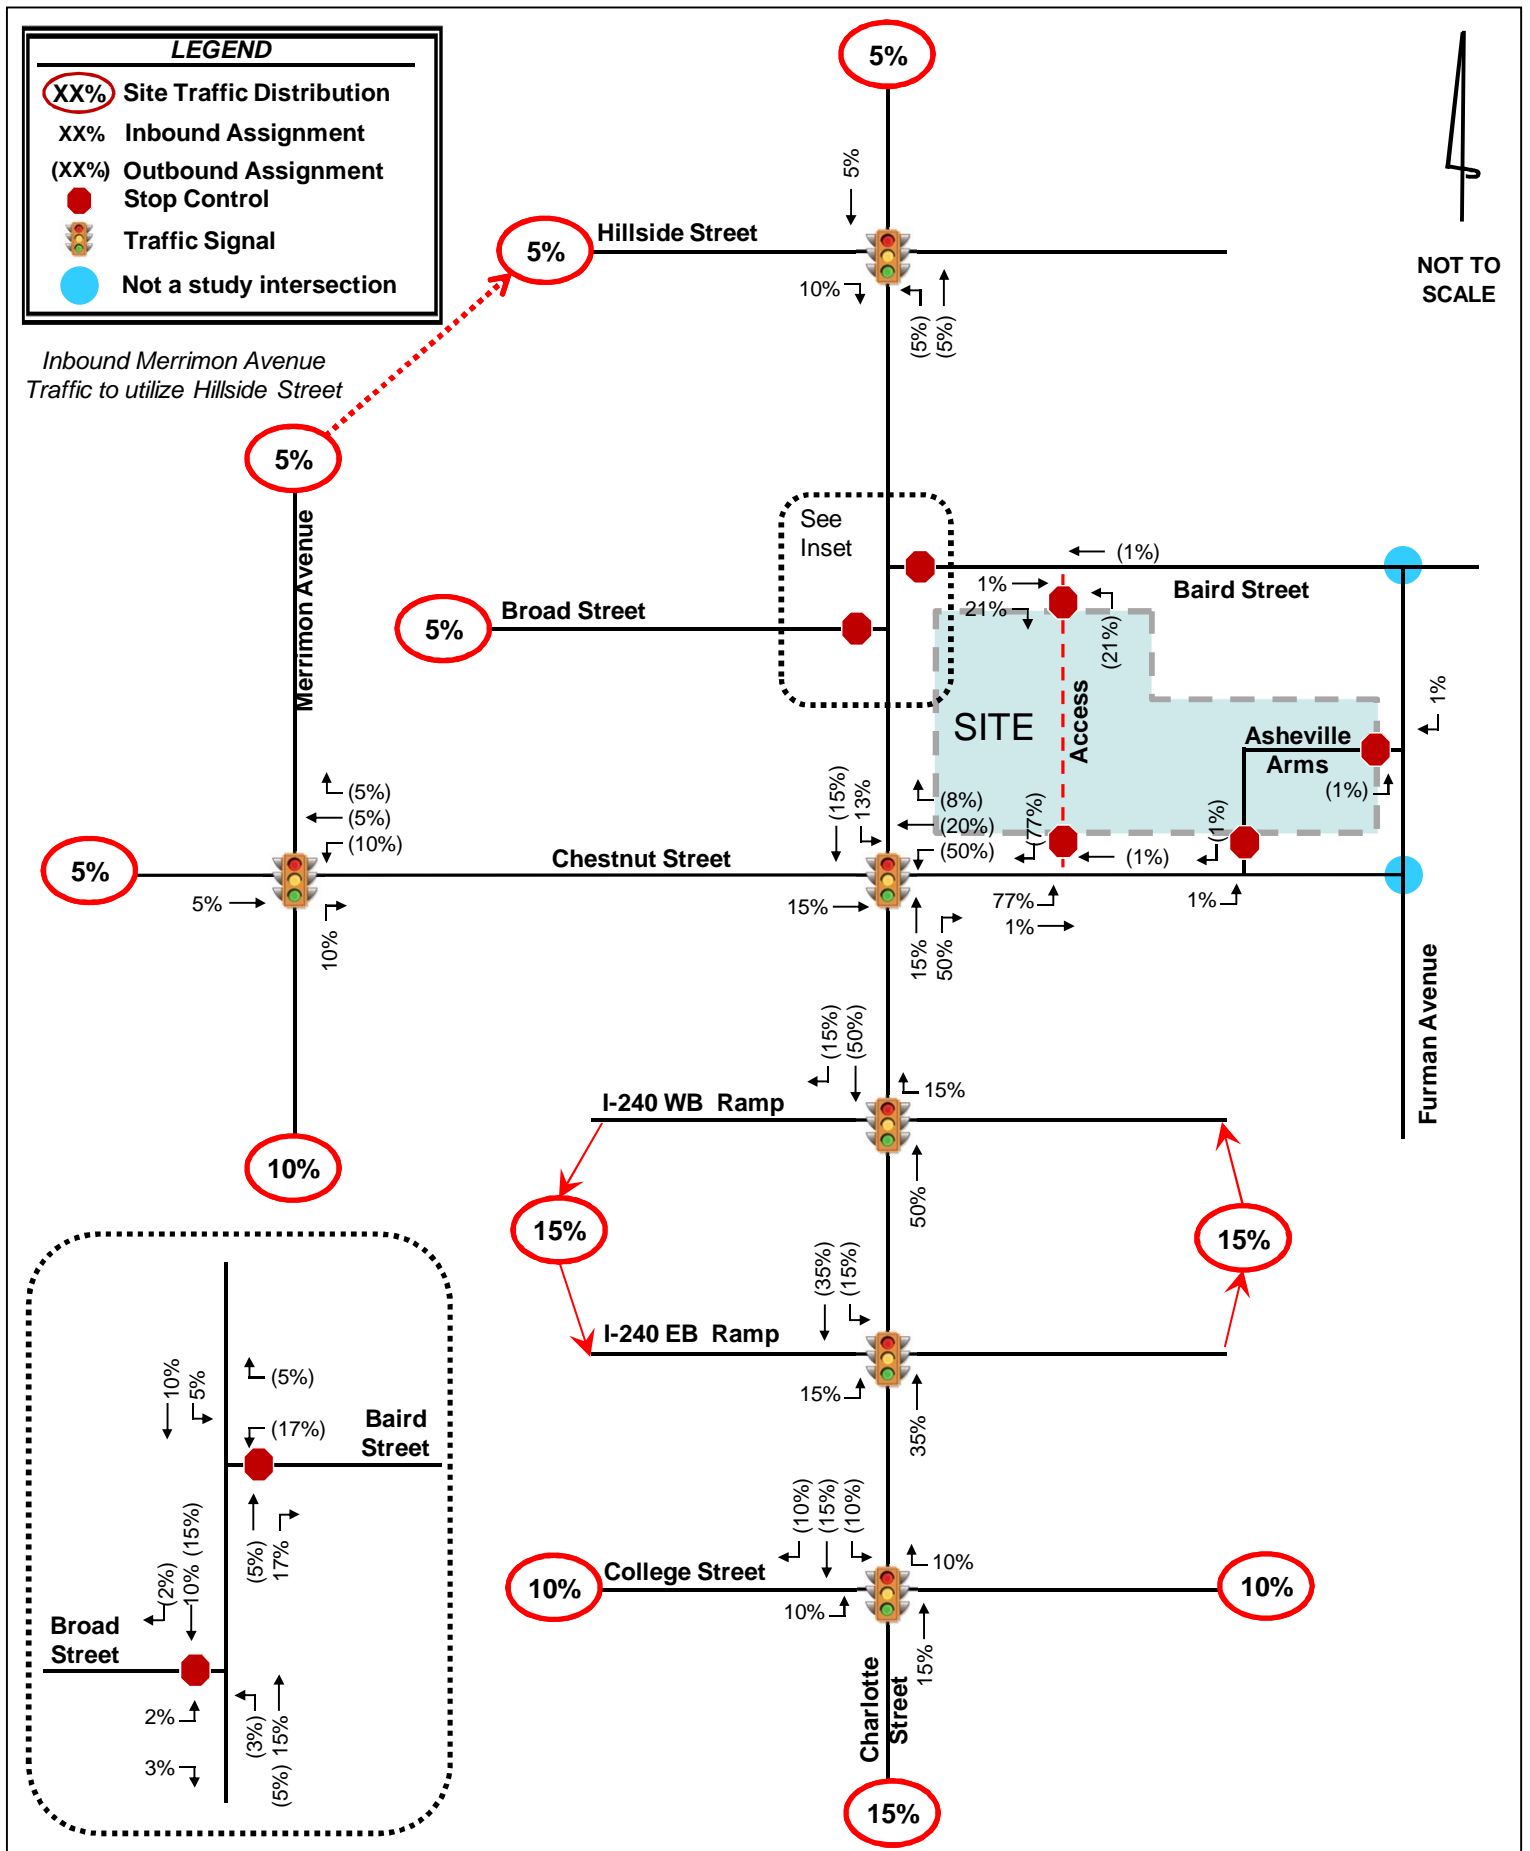 LEGEND
XX% Site Traffic Distribution
XX% Inbound Assignment
(XX%) Outbound Assignment
Stop Control
Traffic Signal
Not a study intersection
Inbound Merrimon Avenue
Traffic to utilize Hillside Street
NOT TO
SCALE
5%
5%
5%
Hillside Street
10%
(5%)
(5%)
5%
Merrimon Avenue
See
Inset
(1%)
Baird Street
1%
21%
(21%)
5%
Broad Street
SITE
Access
Asheville
Arms
1%
(1%)
(5%)
(5%)
(10%)
(15%)
13%
(8%)
(20%)
(50%)
(77%)
(1%)
(1%)
5%
Chestnut Street
5%
10%
15%
15%
50%
77%
1%
1%
Furman Avenue
(15%)
(50%)
15%
I-240 WB Ramp
50%
10%
15%
15%
(35%)
(15%)
I-240 EB Ramp
15%
35%
(10%)
(15%)
(10%)
10%
10%
College Street
10%
10%
15%
Charlotte
Street
15%
10%
5%
(5%)
(17%)
Baird
Street
(5%)
17%
(2%)
10% (15%)
Broad
Street
2%
3%
(3%)
(5%) 15%